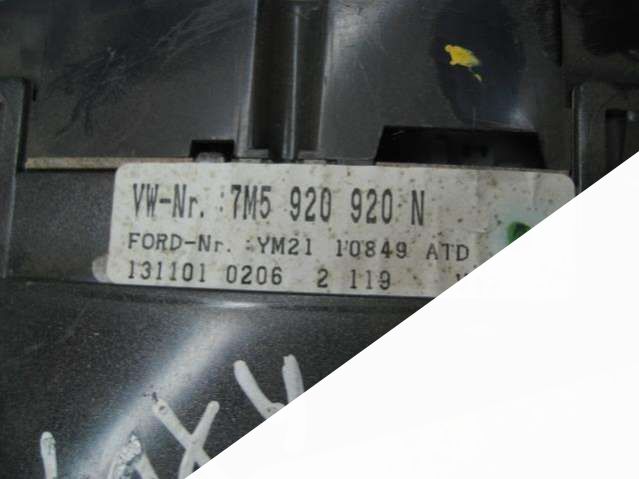 VW-Nr. :7M5 920 920 N
FORD-Nr. :YM21 10849 ATD
131101 0206 2 119